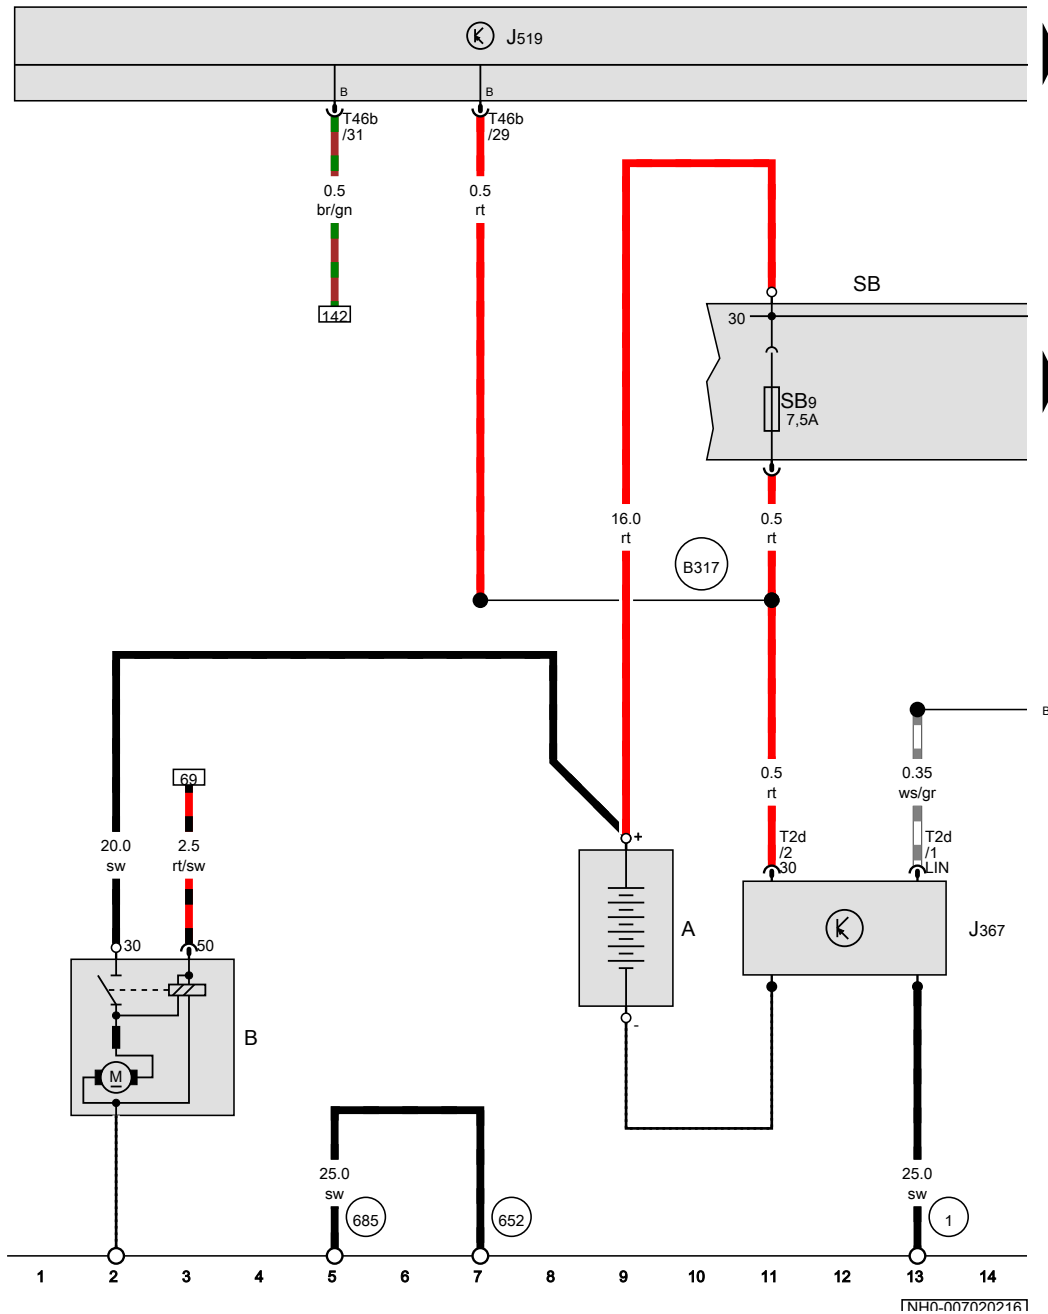 J519
B
B
T46b
/31
T46b
/29
0.5
br/gn
0.5
rt
142
SB
30
SB9
7,5A
16.0
rt
0.5
rt
B317
B
69
0.5
rt
0.35
ws/gr
20.0
sw
2.5
rt/sw
T2d
/2
30
T2d
/1
LIN
+
A
J367
30
50
-
B
M
25.0
sw
685
652
25.0
sw
1
1 2 3 4 5 6 7 8 9 10 11 12 13 14
NH0-007020216